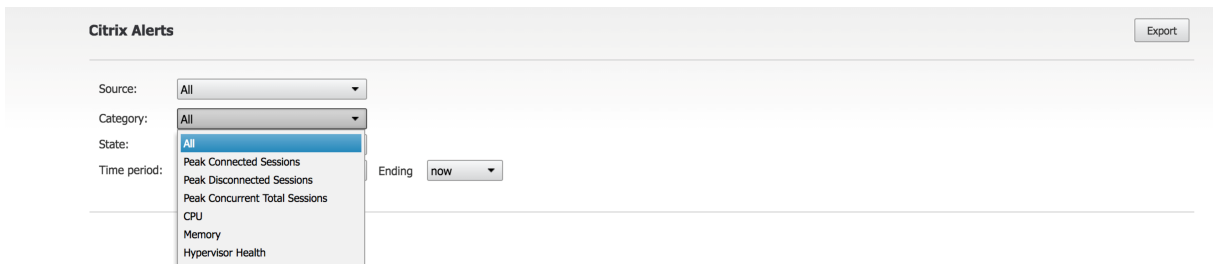 Citrix Alerts
Export
Source: All
Category: All
State:
All
Time period:
Peak Connected Sessions
Ending now
Peak Disconnected Sessions
Peak Concurrent Total Sessions
CPU
Memory
Hypervisor Health